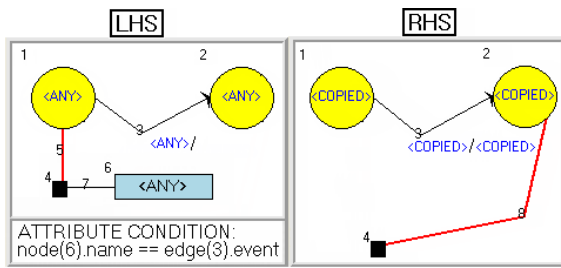 LHS
RHS
1
2
<ANY>
<ANY>
3
<ANY>/
5
4
7
6
<ANY>
ATTRIBUTE CONDITION:
node(6).name == edge(3).event
1
2
<COPIED>
<COPIED>
3
<COPIED>/<COPIED>
8
4